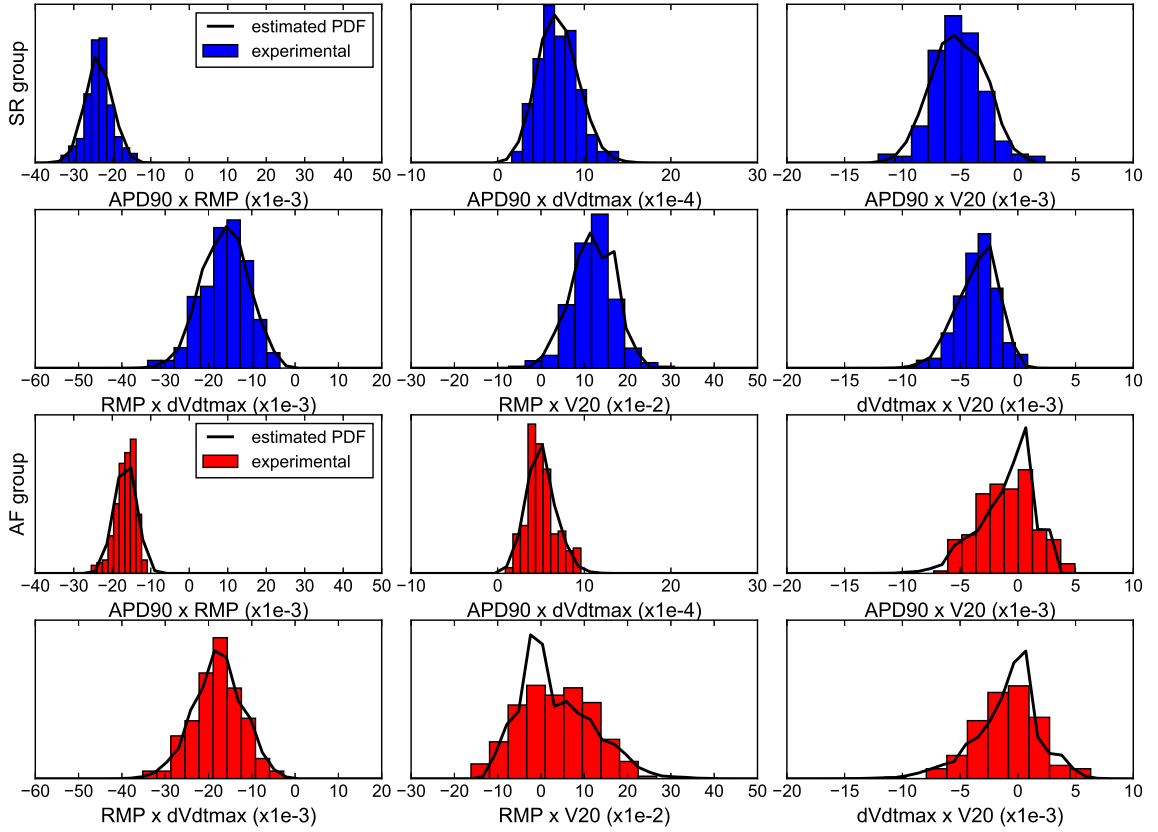 SR group
estimated PDF
experimental
−40 −30 −20 −10 0 10 20 30 40 50
APD90 x RMP (x1e-3)
−10 0 10 20 30
APD90 x dVdtmax (x1e-4)
−20 −15 −10 −5 0 5 10
APD90 x V20 (x1e-3)
−60 −50 −40 −30 −20 −10 0 10 20
RMP x dVdtmax (x1e-3)
−30 −20 −10 0 10 20 30 40 50
RMP x V20 (x1e-2)
−20 −15 −10 −5 0 5 10
dVdtmax x V20 (x1e-3)
AF group
estimated PDF
experimental
−40 −30 −20 −10 0 10 20 30 40 50
APD90 x RMP (x1e-3)
−10 0 10 20 30
APD90 x dVdtmax (x1e-4)
−20 −15 −10 −5 0 5 10
APD90 x V20 (x1e-3)
−60 −50 −40 −30 −20 −10 0 10 20
RMP x dVdtmax (x1e-3)
−30 −20 −10 0 10 20 30 40 50
RMP x V20 (x1e-2)
−20 −15 −10 −5 0 5 10
dVdtmax x V20 (x1e-3)